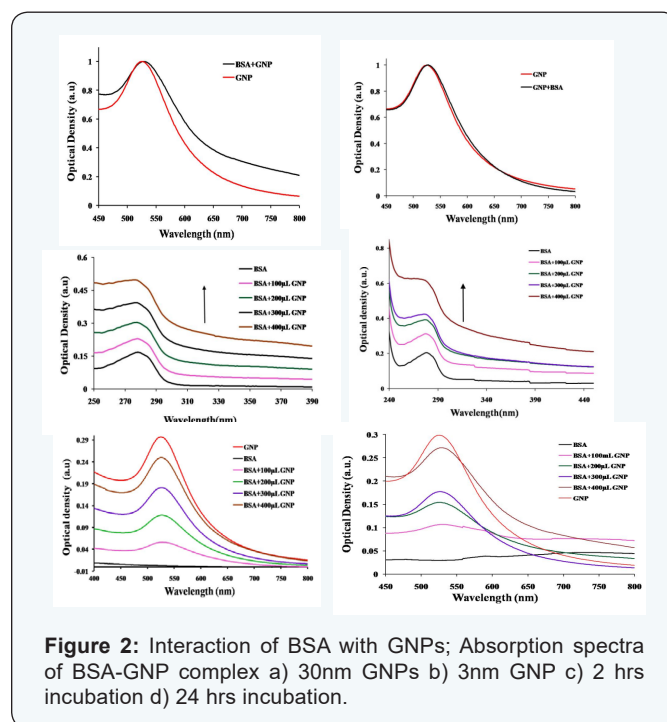 BSA+GNP
GNP
1
0.8
0.6
0.4
0.2
0
450 500 550 600 650 700 750 800
Optical Density (a.u)
Wavelength (nm)
GNP
GNP+BSA
1
0.8
0.6
0.4
0.2
0
450 500 550 600 650 700 750 800
Optical Density (a.u)
Wavelength (nm)
0.6
0.45
0.3
0.15
0
250 270 290 310 330 350 370 390
Optical Density (a.u)
Wavelength(nm)
BSA
BSA+100µL GNP
BSA+200µL GNP
BSA+300µL GNP
BSA+400µL GNP
0.8
0.6
0.4
0.2
0
240 290 340 390 440
Optical Density (a.u.)
Wavelength(nm)
BSA
BSA+100µL GNP
BSA+200µL GNP
BSA+300µL GNP
BSA+400µL GNP
0.29
0.24
0.19
0.14
0.09
0.04
-0.01
400 450 500 550 600 650 700 750 800
Optical density (a.u)
Wavelength (nm)
GNP
BSA
BSA+100µL GNP
BSA+200µL GNP
BSA+300µL GNP
BSA+400µL GNP
0.3
0.25
0.2
0.15
0.1
0.05
0
450 500 550 600 650 700 750 800
Optical density (a.u)
Wavelength (nm)
BSA
BSA+100mL GNP
BSA+200µL GNP
BSA+300µL GNP
BSA+400µL GNP
GNP
Figure 2: Interaction of BSA with GNPs; Absorption spectra
of BSA-GNP complex a) 30nm GNPs b) 3nm GNP c) 2 hrs
incubation d) 24 hrs incubation.